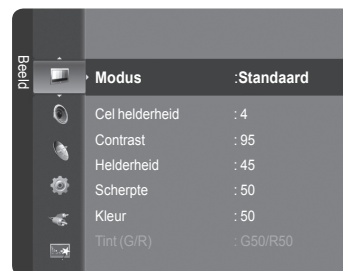 Beeld
Modus :Standaard
Cel helderheid : 4
Contrast : 95
Helderheid : 45
Scherpte : 50
Kleur : 50
Tint (G/R) : G50/R50